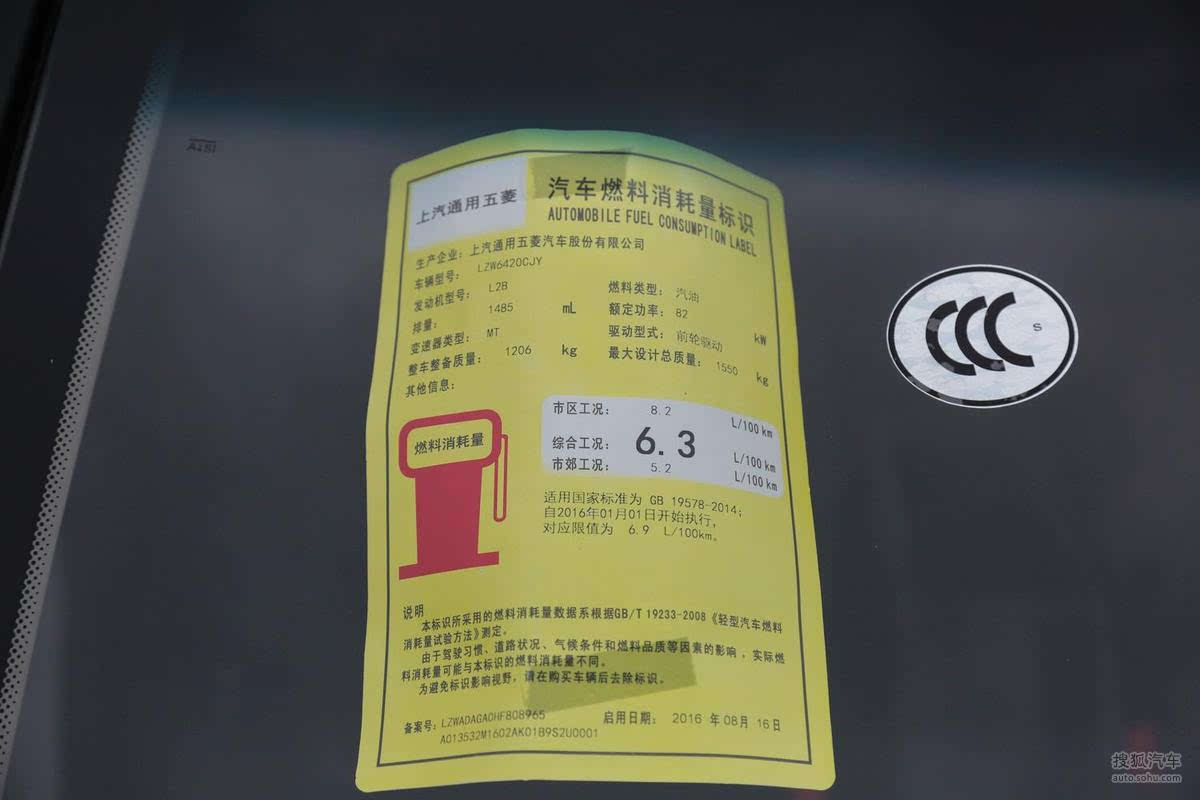 上汽通用五菱
汽车燃料消耗量标识
AUTOMOBILE FUEL CONSUMPTION LABEL
生产企业：上汽通用五菱汽车股份有限公司
车辆型号： LZW6420CJY
发动机型号： L2B
燃料类型： 汽油
排量： 1485 mL
额定功率： 82 kW
变速器类型： MT
驱动型式： 前轮驱动
整车整备质量： 1206 kg
最大设计总质量： 1550 kg
其他信息：
燃料消耗量
市区工况： 8.2 L/100 km
综合工况： 6.3 L/100 km
市郊工况： 5.2 L/100 km
适用国家标准为 GB 19578-2014；
自2016年01月01日开始执行，
对应限值为 6.9 L/100km。
说明
本标识所采用的燃料消耗量数据系根据GB/T 19233-2008《轻型汽车燃料
消耗量试验方法》测定。
由于驾驶习惯、道路状况、气候条件和燃料品质等因素的影响，实际燃
料消耗量可能与本标识的燃料消耗量不同。
为避免标识影响视野，请在购买车辆后去除标识。
备案号：LZWADAGA0HF808965
A013532M1602AK01B9S2U0001
启用日期： 2016 年08月 16日
CCC
S
搜狐汽车
auto.sohu.com